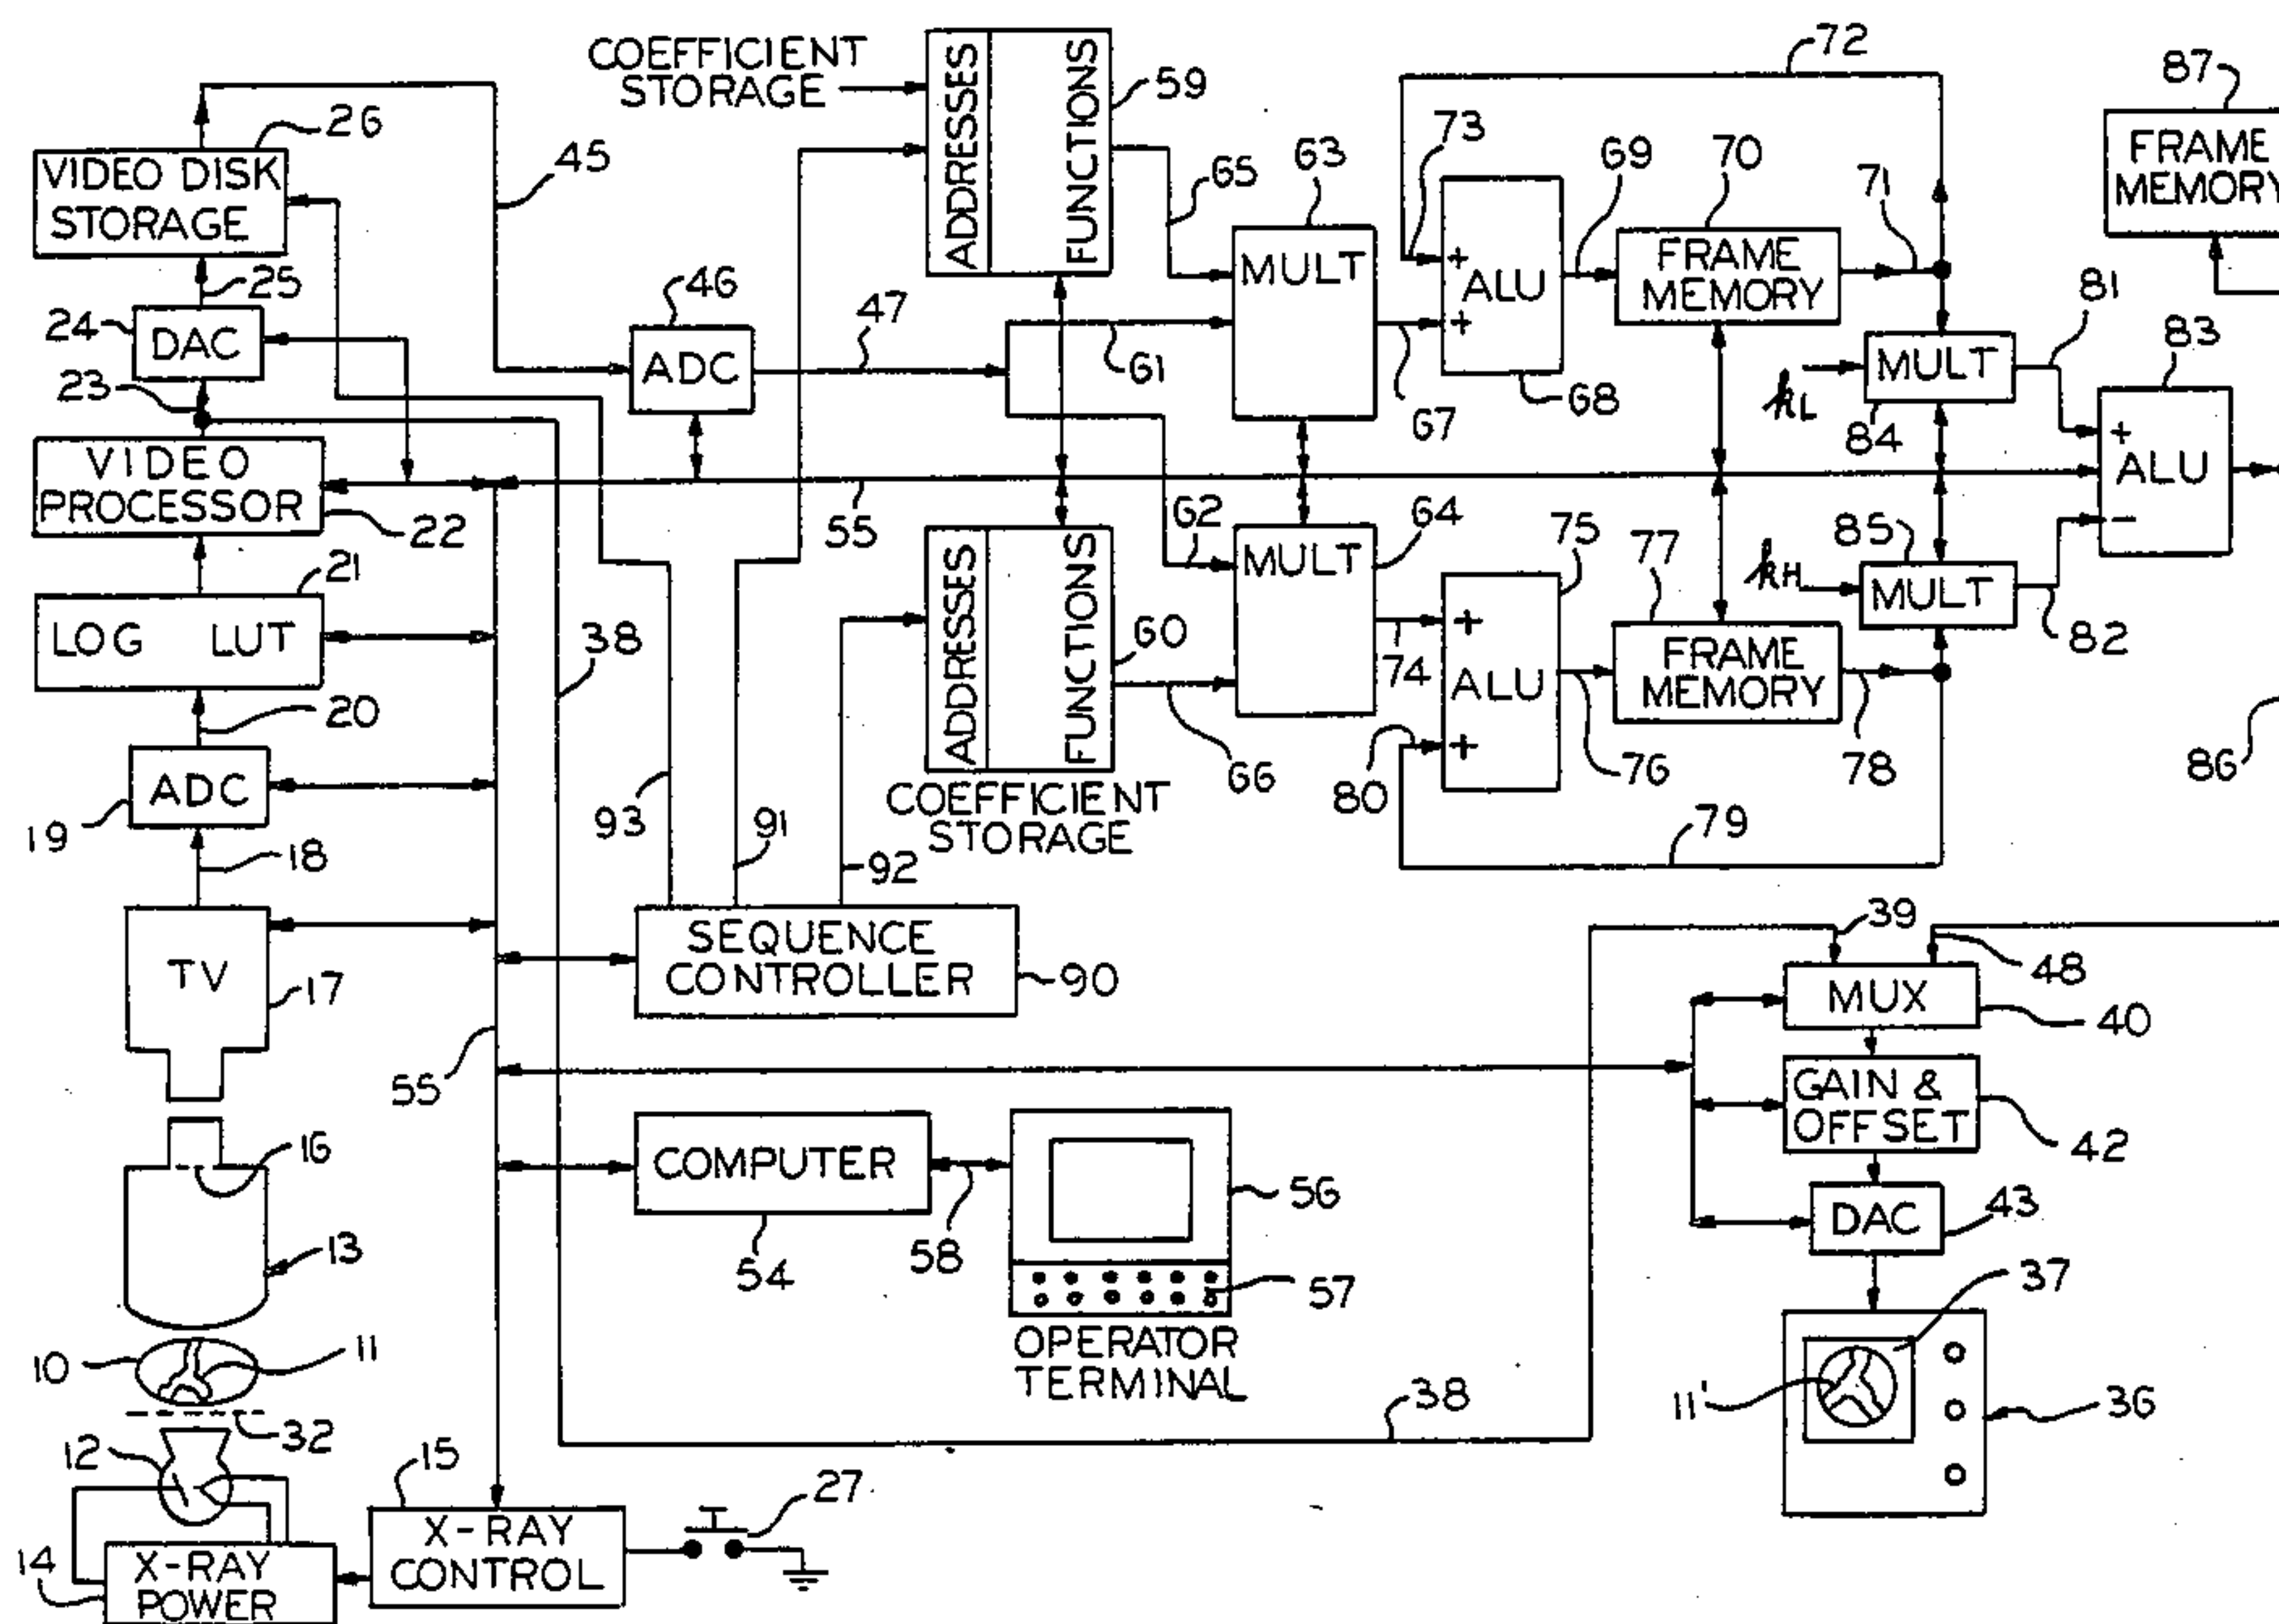 COEFFICIENT
STORAGE
ADDRESSES
FUNCTIONS
59
72
87
FRAME
MEMORY
26
VIDEO DISK
STORAGE
45
65
63
73
69
70
71
81
83
MULT
ALU
FRAME
MEMORY
25
24
DAC
46
ADC
47
61
67
68
MULT
84
kL
23
VIDEO
PROCESSOR
22
55
62
64
75
77
85
kH
MULT
82
+
+
+
ALU
−
21
LOG LUT
38
ADDRESSES
FUNCTIONS
60
MULT
74
+
ALU
+
FRAME
MEMORY
76
78
86
20
ADC
19
66
80
79
COEFFICIENT
STORAGE
93
91
92
18
TV
17
SEQUENCE
CONTROLLER
90
39
48
MUX
40
55
GAIN &
OFFSET
42
16
13
COMPUTER
54
58
56
57
OPERATOR
TERMINAL
DAC
43
37
11'
36
10
11
32
12
38
15
X-RAY
CONTROL
27
14
X-RAY
POWER